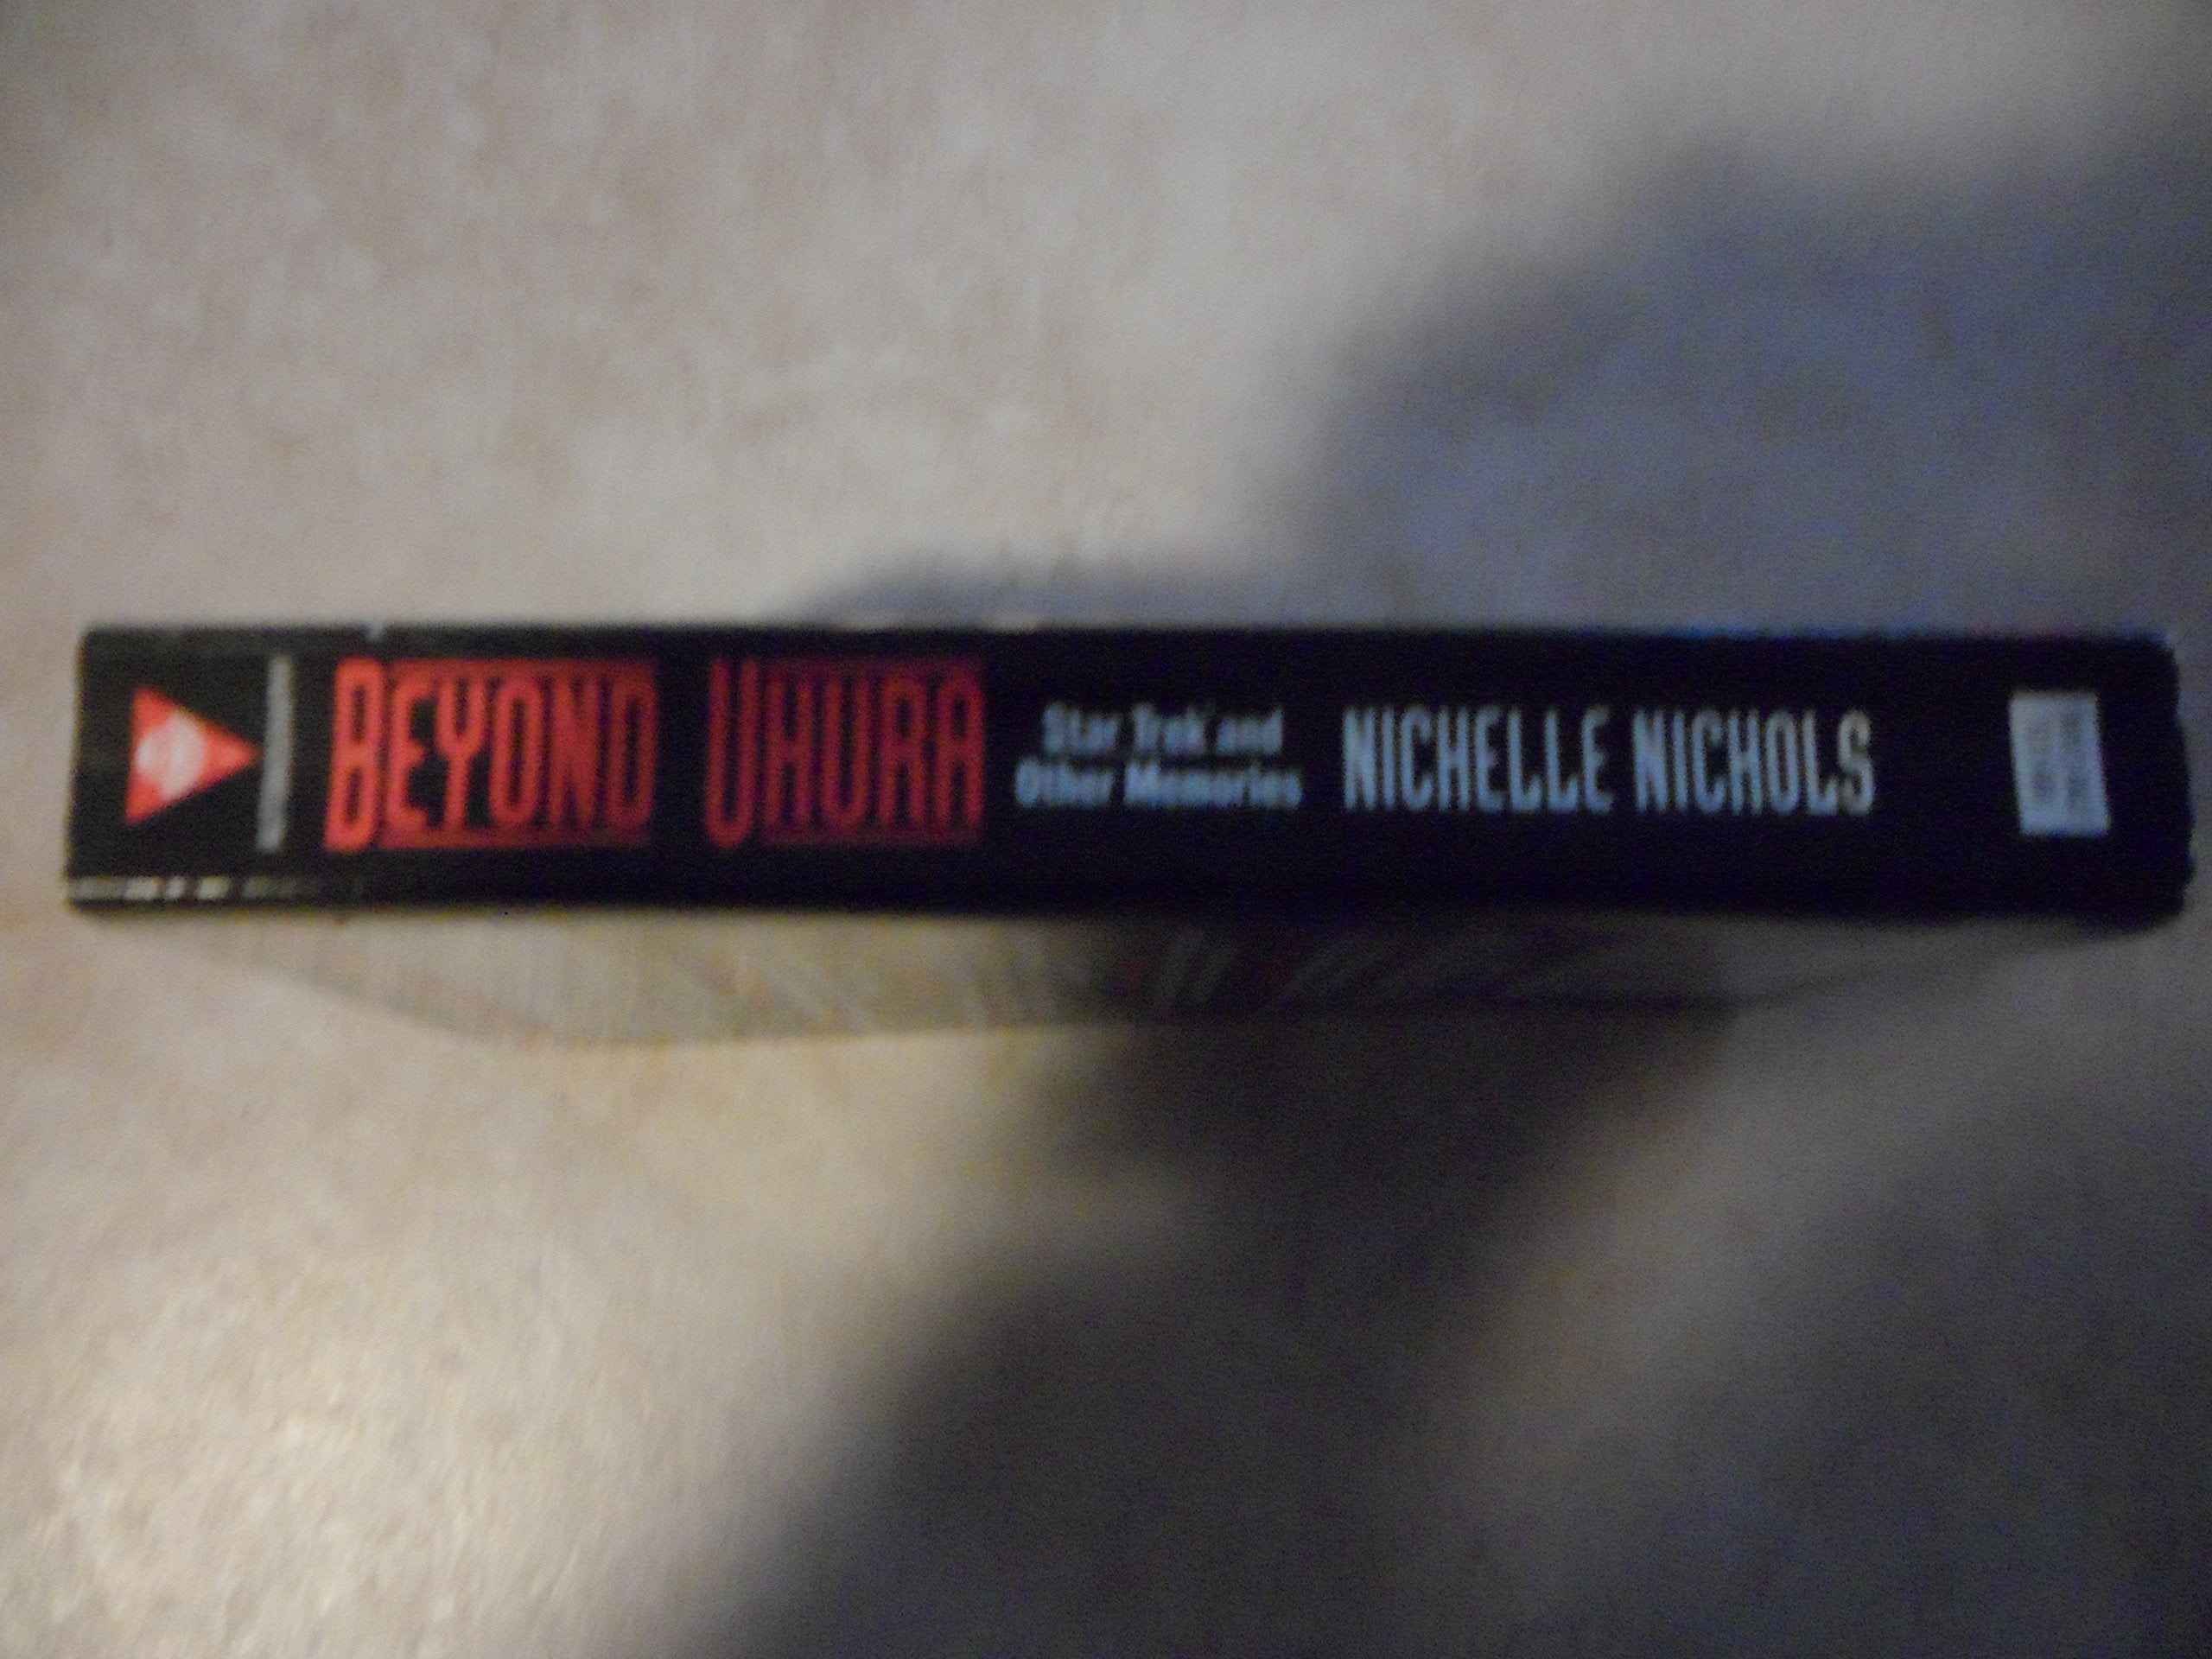 BEYOND UHURA
Star Trek and
Other Memories
NICHELLE NICHOLS